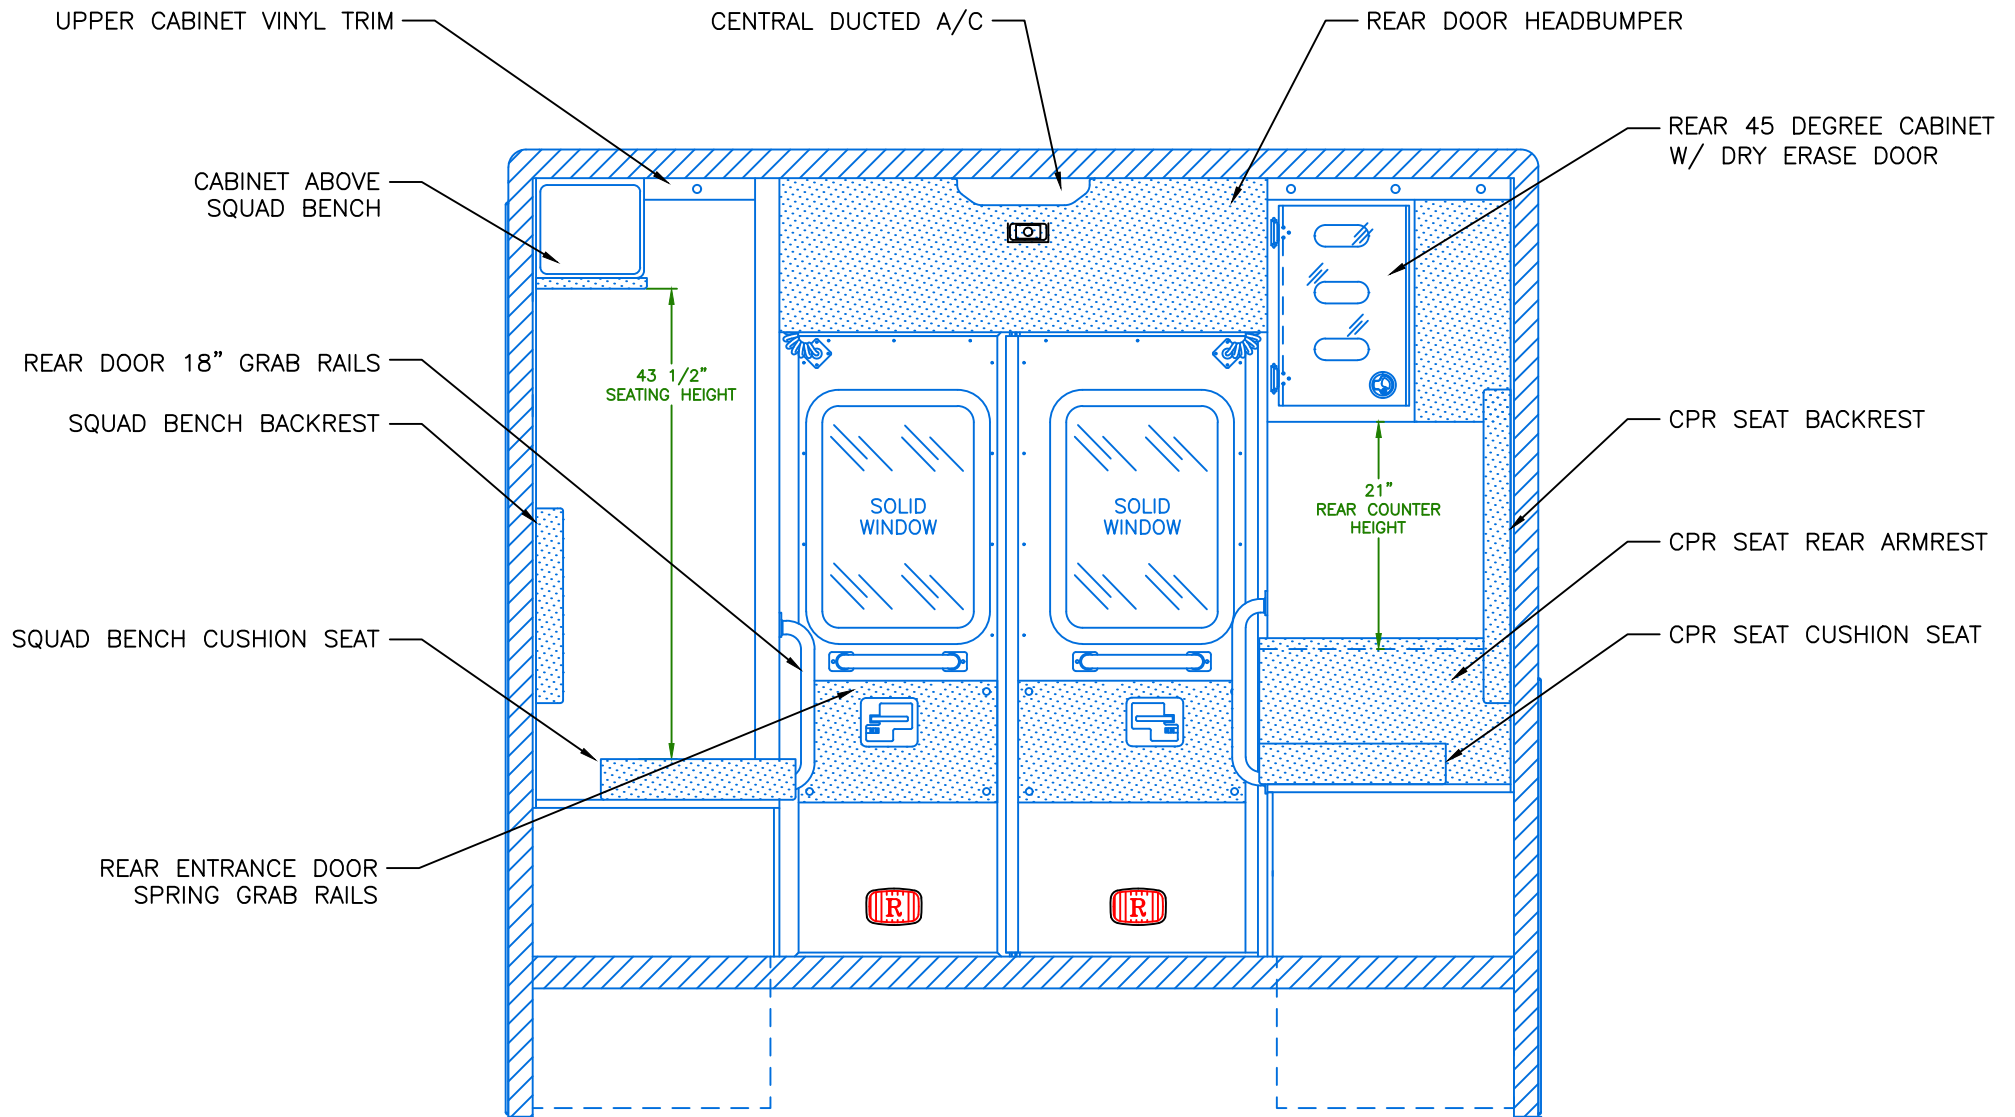 UPPER CABINET VINYL TRIM
CENTRAL DUCTED A/C
REAR DOOR HEADBUMPER
REAR 45 DEGREE CABINET
W/ DRY ERASE DOOR
CABINET ABOVE
SQUAD BENCH
REAR DOOR 18" GRAB RAILS
43 1/2"
SEATING HEIGHT
SQUAD BENCH BACKREST
CPR SEAT BACKREST
21"
REAR COUNTER
HEIGHT
SOLID
WINDOW
SOLID
WINDOW
CPR SEAT REAR ARMREST
SQUAD BENCH CUSHION SEAT
CPR SEAT CUSHION SEAT
REAR ENTRANCE DOOR
SPRING GRAB RAILS
R
R